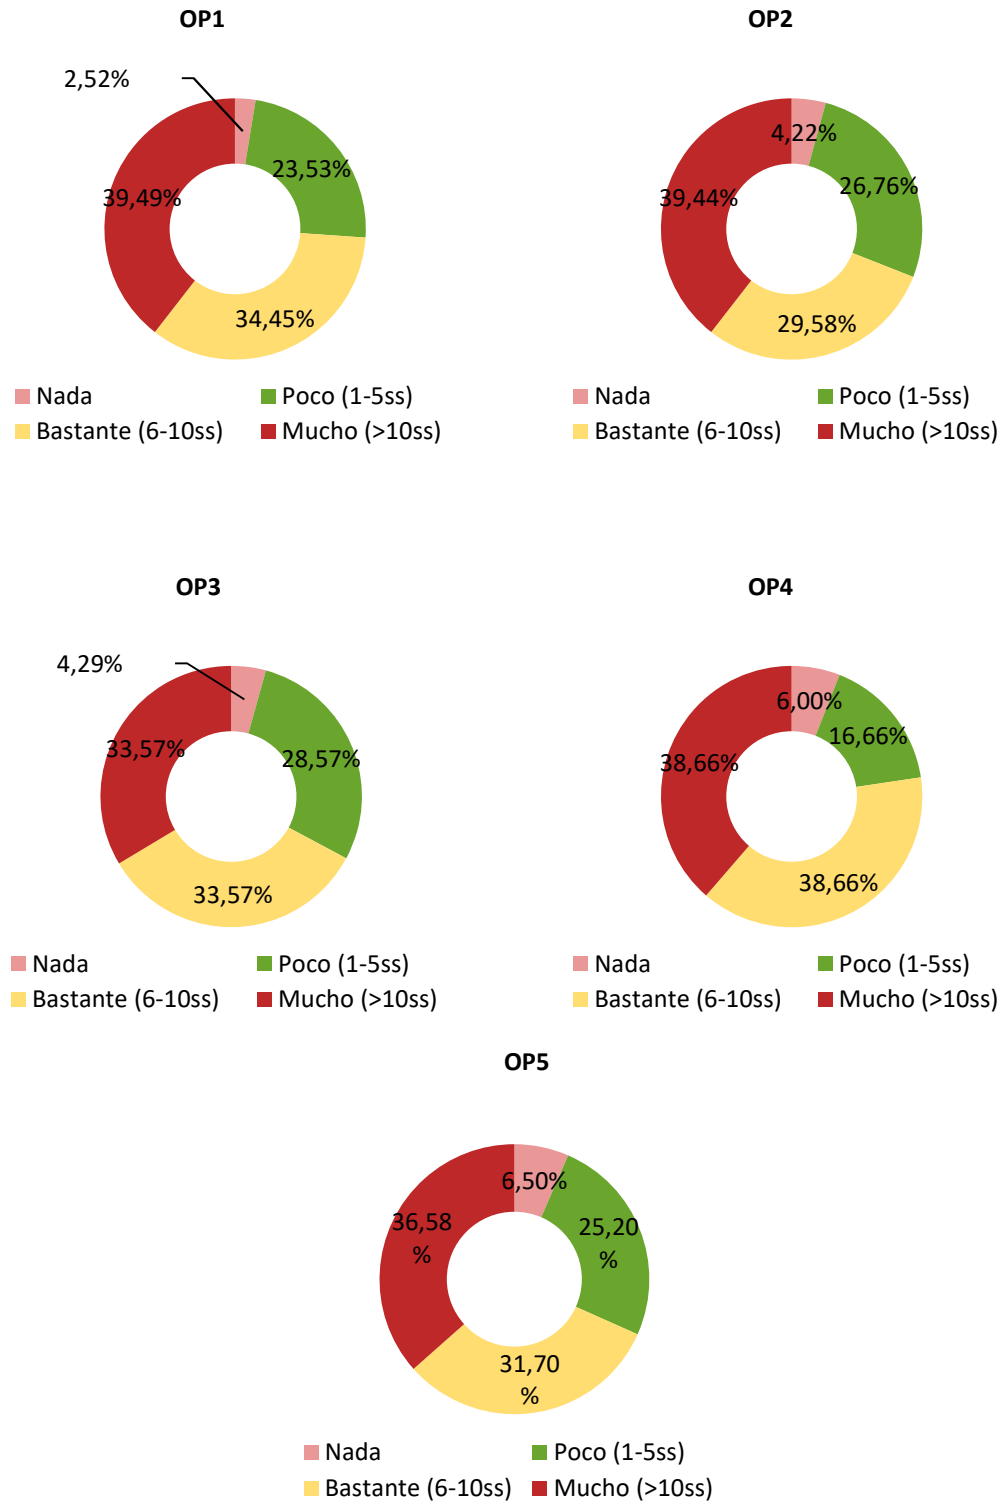 OP1
2,52%
23,53%
39,49%
34,45%
Nada
Poco (1-5ss)
Bastante (6-10ss)
Mucho (>10ss)
OP2
4,22%
26,76%
39,44%
29,58%
Nada
Poco (1-5ss)
Bastante (6-10ss)
Mucho (>10ss)
OP3
4,29%
28,57%
33,57%
33,57%
Nada
Poco (1-5ss)
Bastante (6-10ss)
Mucho (>10ss)
OP4
6,00%
16,66%
38,66%
38,66%
Nada
Poco (1-5ss)
Bastante (6-10ss)
Mucho (>10ss)
OP5
6,50%
25,20
%
36,58
%
31,70
%
Nada
Poco (1-5ss)
Bastante (6-10ss)
Mucho (>10ss)